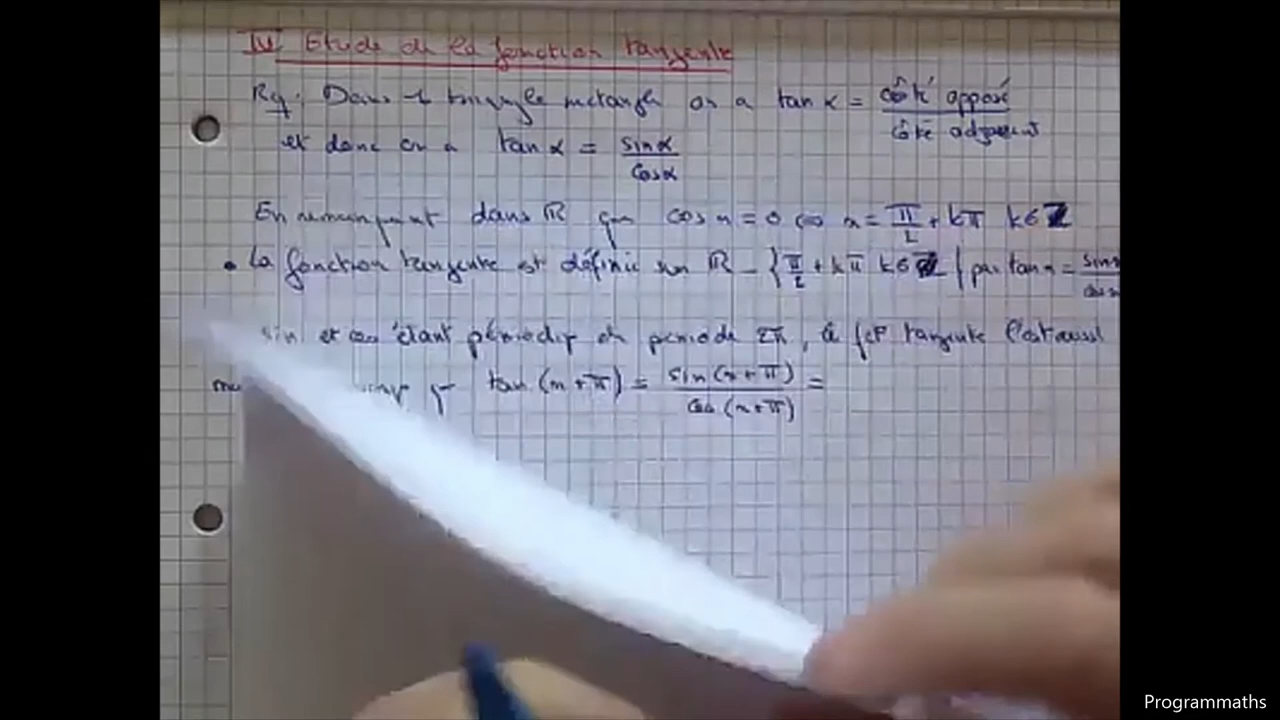 IV Etude de la fonction tangente
Rq: Dans 1 triangle rectangle on a tan α = côté opposé / côté adjacent
et donc on a tan α = sin α / cos α
En remarquant dans ℝ que cos x = 0 ⇔ x = π/2 + kπ k∈ℤ
• La fonction tangente est définie sur ℝ - {π/2 + kπ k∈ℤ} par tan x = sin x / cos x
sin et cos étant périodiq de période 2π, la fct° tangente l'est aussi
tan (x+π) = sin (x+π) / cos (x+π) =
Programmaths